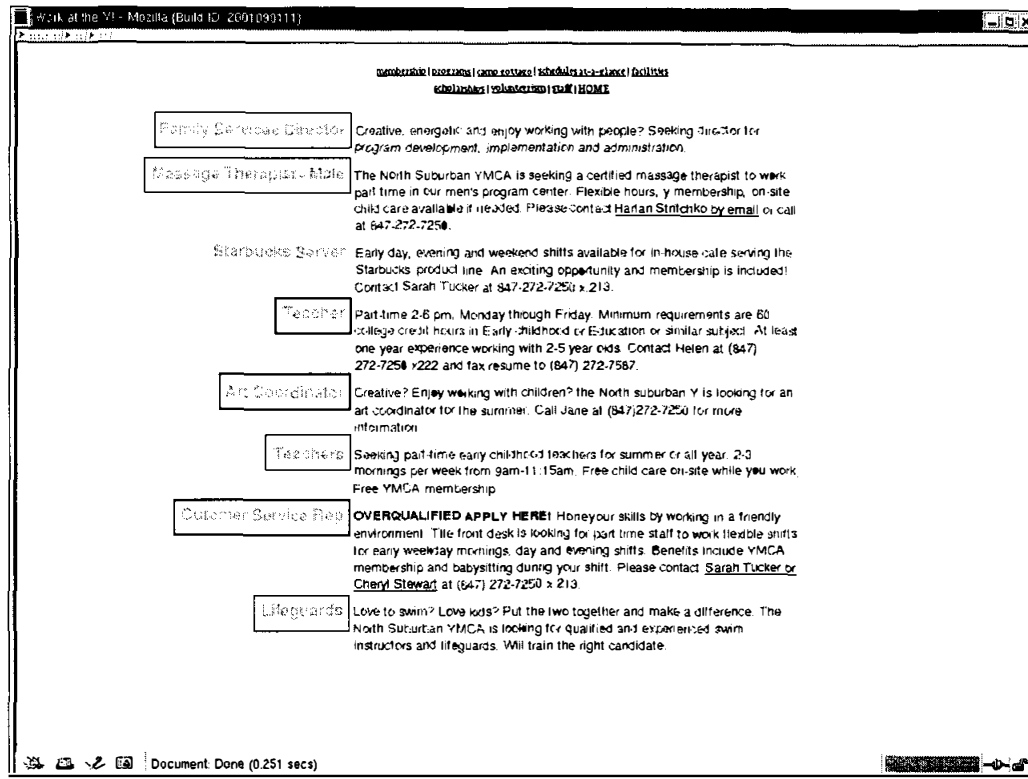 Work at the Y! - Mozilla (Build ID: 2001090111)
membership | programs | camp | schedules at-a-glance | facilities
scholarships | volunteerism | staff | HOME
Family Services Director
Creative, energetic and enjoy working with people? Seeking director for
program development, implementation and administration.
Massage Therapist - Male
The North Suburban YMCA is seeking a certified massage therapist to work
part time in our men's program center. Flexible hours, y membership, on-site
child care available if needed. Please contact Harlan by email or call
at 847-272-7250.
Starbucks Server
Early day, evening and weekend shifts available for in-house cafe serving the
Starbucks product line. An exciting opportunity and membership is included!
Contact Sarah Tucker at 847-272-7250 x.213.
Teacher
Part-time 2-6 pm, Monday through Friday. Minimum requirements are 60
college credit hours in Early childhood or Education or similar subject. At least
one year experience working with 2-5 year olds. Contact Helen at (847)
272-7250 x222 and fax resume to (847) 272-7587.
Art Coordinator
Creative? Enjoy working with children? the North suburban Y is looking for an
art coordinator for the summer. Call Jane at (847)272-7250 for more
information
Teachers
Seeking part-time early childhood teachers for summer or all year. 2-3
mornings per week from 9am-11:15am. Free child care on-site while you work.
Free YMCA membership
Cutomer Service Rep
OVERQUALIFIED APPLY HERE! Honeyour skills by working in a friendly
environment. The front desk is looking for part time staff to work flexible shifts
for early weekday mornings, day and evening shifts. Benefits include YMCA
membership and babysitting during your shift. Please contact Sarah Tucker or
Cheryl Stewart at (847) 272-7250 x 213.
Lifeguards
Love to swim? Love kids? Put the two together and make a difference. The
North Suburban YMCA is looking for qualified and experienced swim
instructors and lifeguards. Will train the right candidate.
Document: Done (0.251 secs)